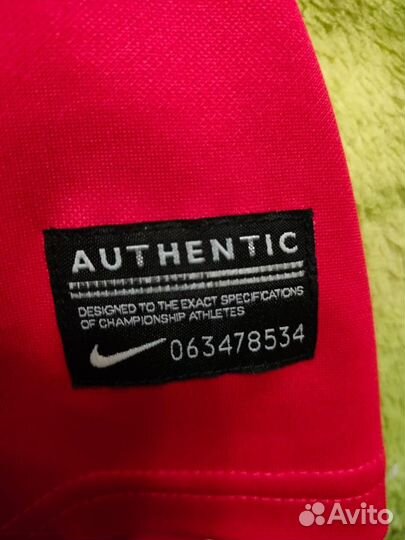 AUTHENTIC
DESIGNED TO THE EXACT SPECIFICATIONS
OF CHAMPIONSHIP ATHLETES
063478534
Avito